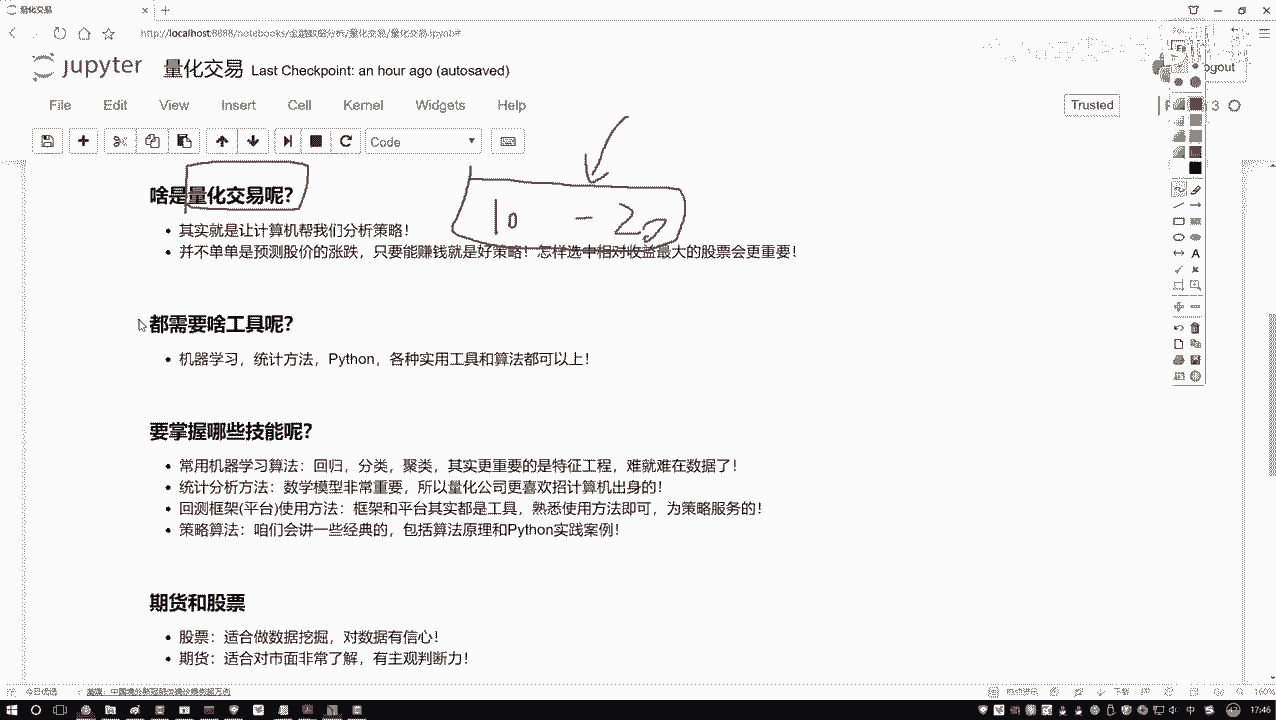 量化交易
http://localhost:8888/notebooks/金融数据分析/量化交易/量化交易.ipynb#
jupyter 量化交易 Last Checkpoint: an hour ago (autosaved)
ogout
File Edit View Insert Cell Kernel Widgets Help
Trusted
3
Code
10 - 20
啥是量化交易呢?
其实就是让计算机帮我们分析策略!
并不单单是预测股价的涨跌,只要能赚钱就是好策略!怎样选中相对收益最大的股票会更重要!
都需要啥工具呢?
机器学习,统计方法,Python,各种实用工具和算法都可以上!
要掌握哪些技能呢?
常用机器学习算法:回归,分类,聚类,其实更重要的是特征工程,难就难在数据了!
统计分析方法:数学模型非常重要,所以量化公司更喜欢招计算机出身的!
回测框架(平台)使用方法:框架和平台其实都是工具,熟悉使用方法即可,为策略服务的!
策略算法:咱们会讲一些经典的,包括算法原理和Python实践案例!
期货和股票
股票:适合做数据挖掘,对数据有信心!
期货:适合对市面非常了解,有主观判断力!
今日优选
下载
100%
中
17:46